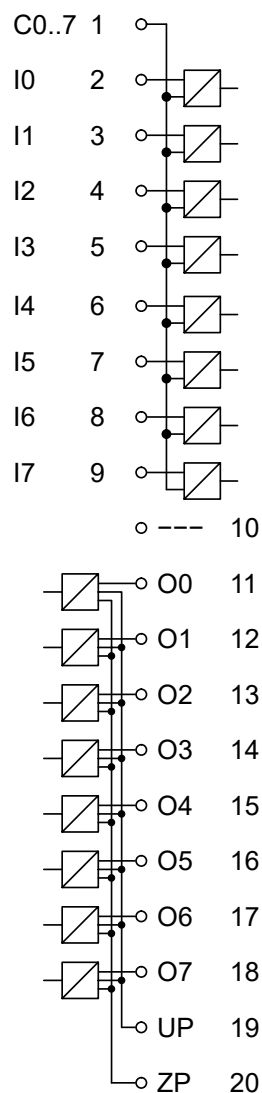 C0..7 1
I0 2
I1 3
I2 4
I3 5
I4 6
I5 7
I6 8
I7 9
--- 10
O0 11
O1 12
O2 13
O3 14
O4 15
O5 16
O6 17
O7 18
UP 19
ZP 20